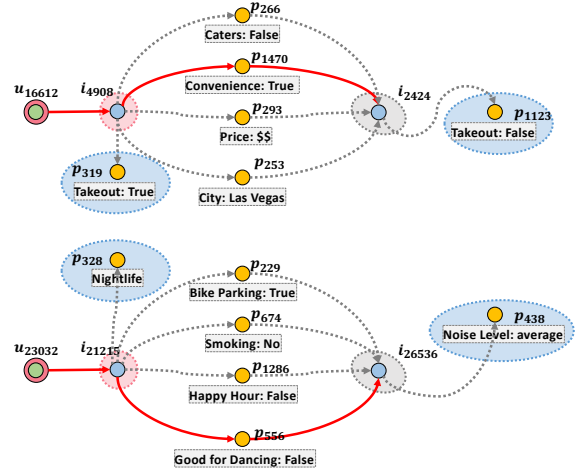 p266
Caters: False
p1470
Convenience: True
u16612
i4908
i2424
p293
Price: $$
p1123
Takeout: False
p319
Takeout: True
p253
City: Las Vegas
p328
Nightlife
p229
Bike Parking: True
p674
Smoking: No
p438
Noise Level: average
u23032
i21215
i26536
p1286
Happy Hour: False
p556
Good for Dancing: False